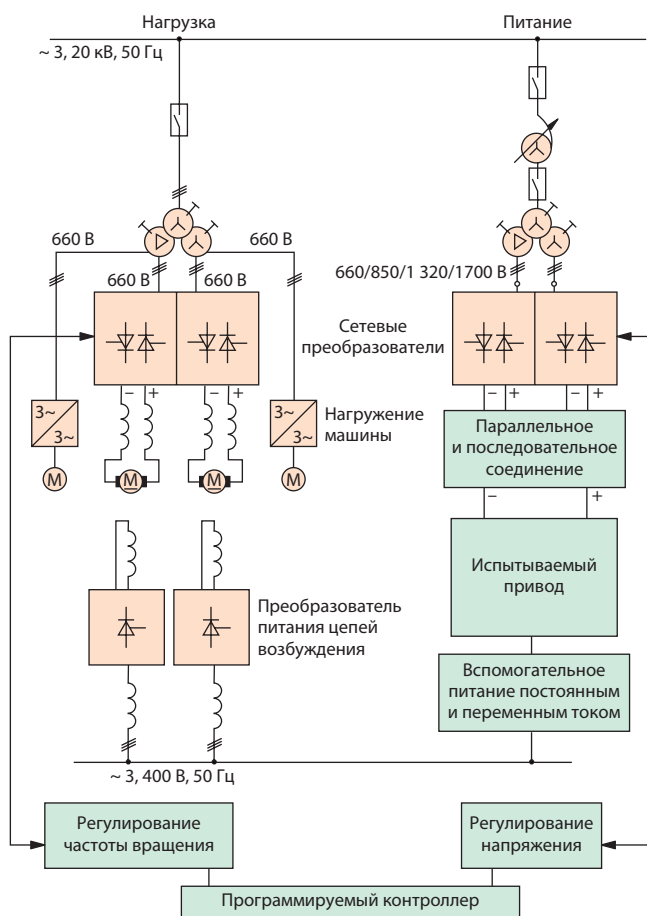 Нагрузка
Питание
~ 3, 20 кВ, 50 Гц
660 В
660 В
660 В
660 В
660/850/1 320/1700 В
Сетевые
преобразователи
– +
– +
– +
– +
3~
3~
3~
3~
Нагружение
машины
Параллельное
и последовательное
соединение
М
М
М
М
– +
Испытываемый
привод
Преобразователь
питания цепей
возбуждения
Вспомогательное
питание постоянным
и переменным током
~ 3, 400 В, 50 Гц
Регулирование
частоты вращения
Регулирование
напряжения
Программируемый контроллер